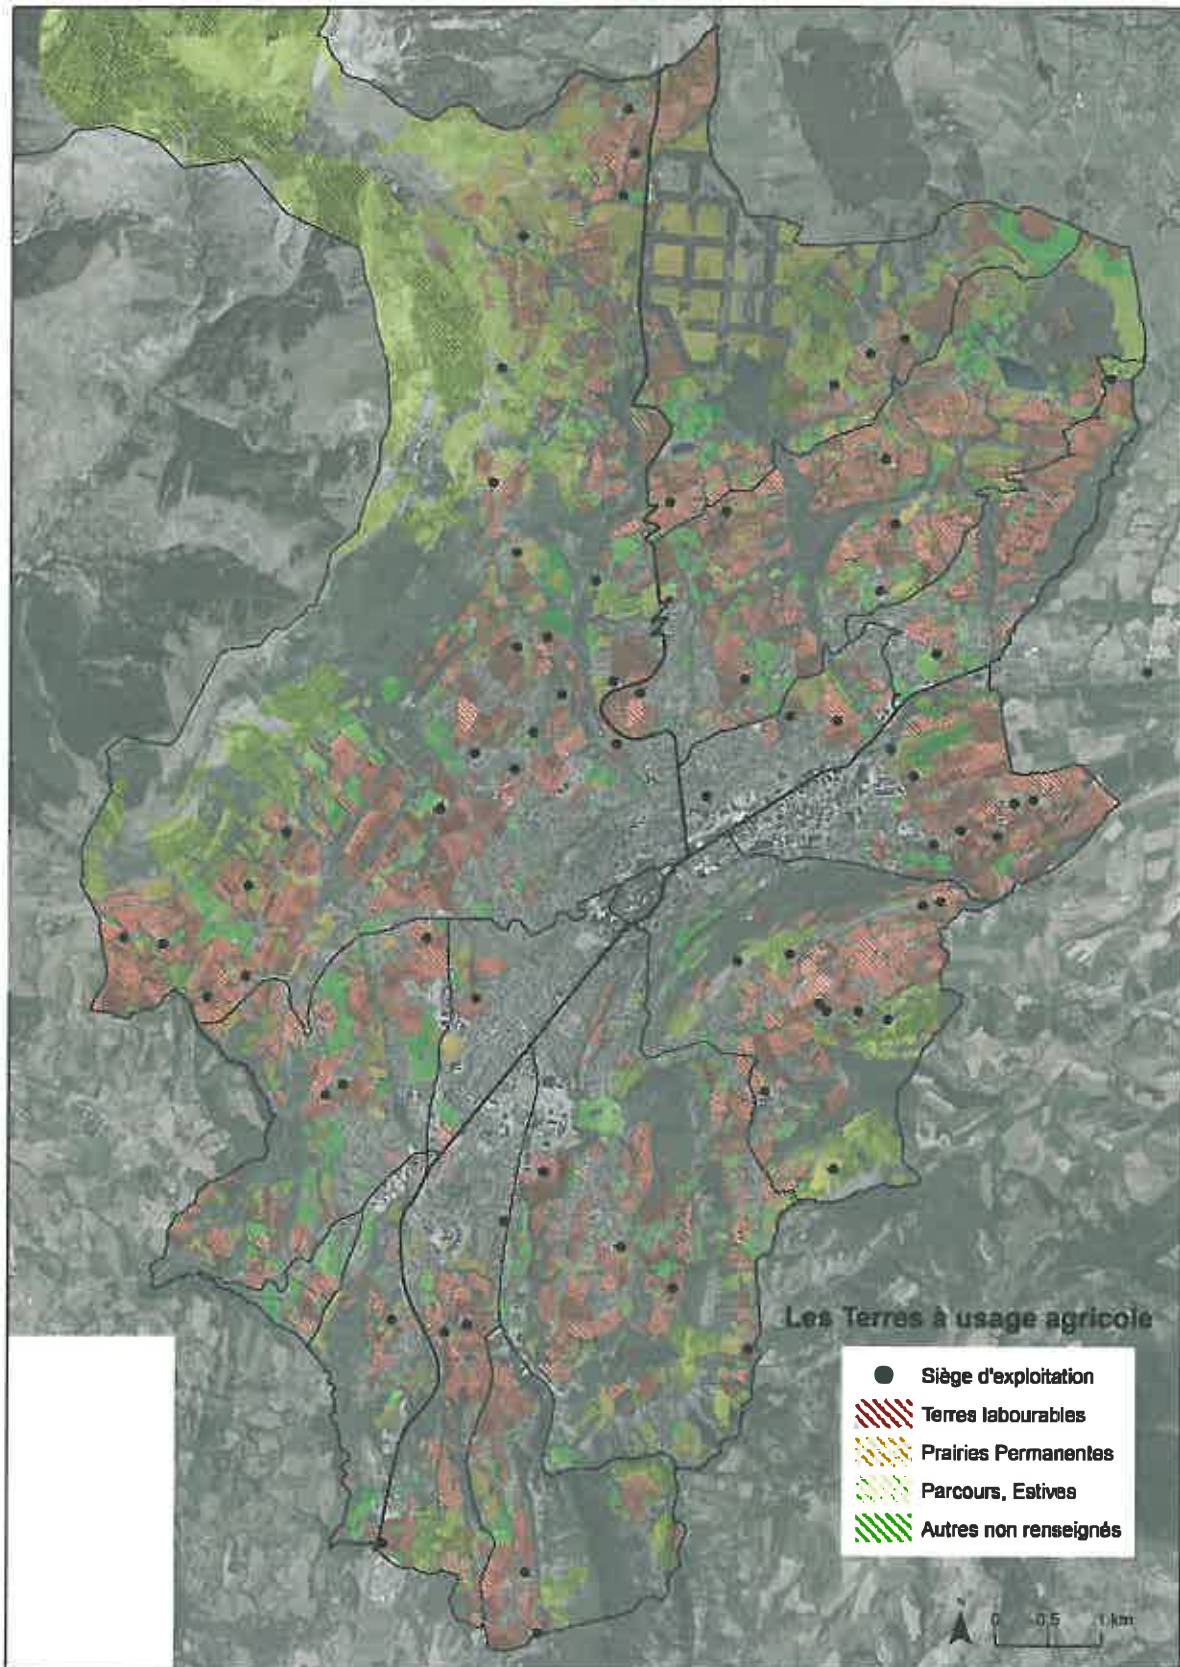 Les Terres à usage agricole
Siège d'exploitation
Terres labourables
Prairies Permanentes
Parcours, Estives
Autres non renseignés
0 0,5 1 km